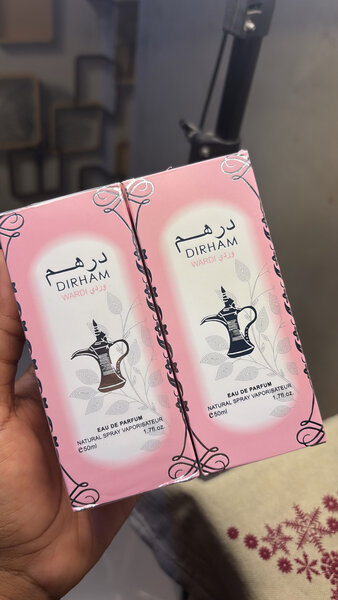 درهم
DIRHAM
WARDI وردي
EAU DE PARFUM
NATURAL SPRAY VAPORISATEUR
℮50ml 1.7fl.oz.
درهم
DIRHAM
WARDI وردي
EAU DE PARFUM
NATURAL SPRAY VAPORISATEUR
℮50ml 1.7fl.oz.